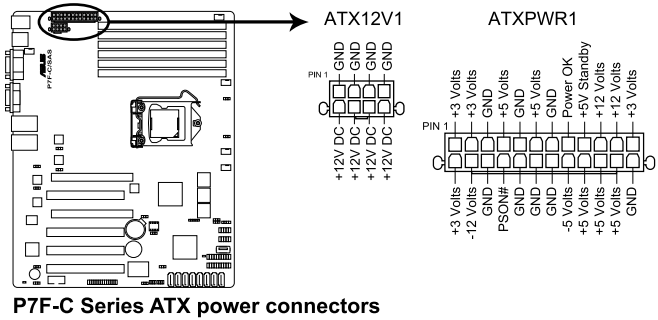 ATX12V1
ATXPWR1
PIN 1
GND
GND
GND
GND
+12V DC
+12V DC
+12V DC
+12V DC
PIN 1
+3 Volts
+3 Volts
GND
+5 Volts
GND
+5 Volts
GND
Power OK
+5V Standby
+12 Volts
+12 Volts
+3 Volts
+3 Volts
-12 Volts
GND
PSON#
GND
GND
GND
-5 Volts
+5 Volts
+5 Volts
+5 Volts
GND
ASUS
P7F-C/SAS
P7F-C Series ATX power connectors